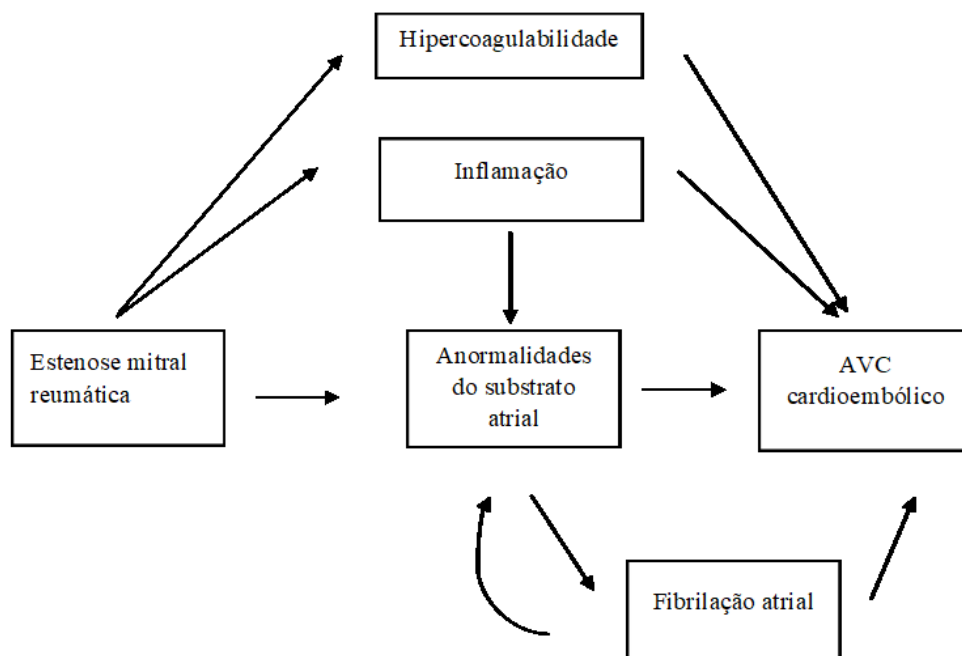 Hipercoagulabilidade
Inflamação
Estenose mitral
reumática
Anormalidades
do substrato
atrial
AVC
cardioembólico
Fibrilação atrial